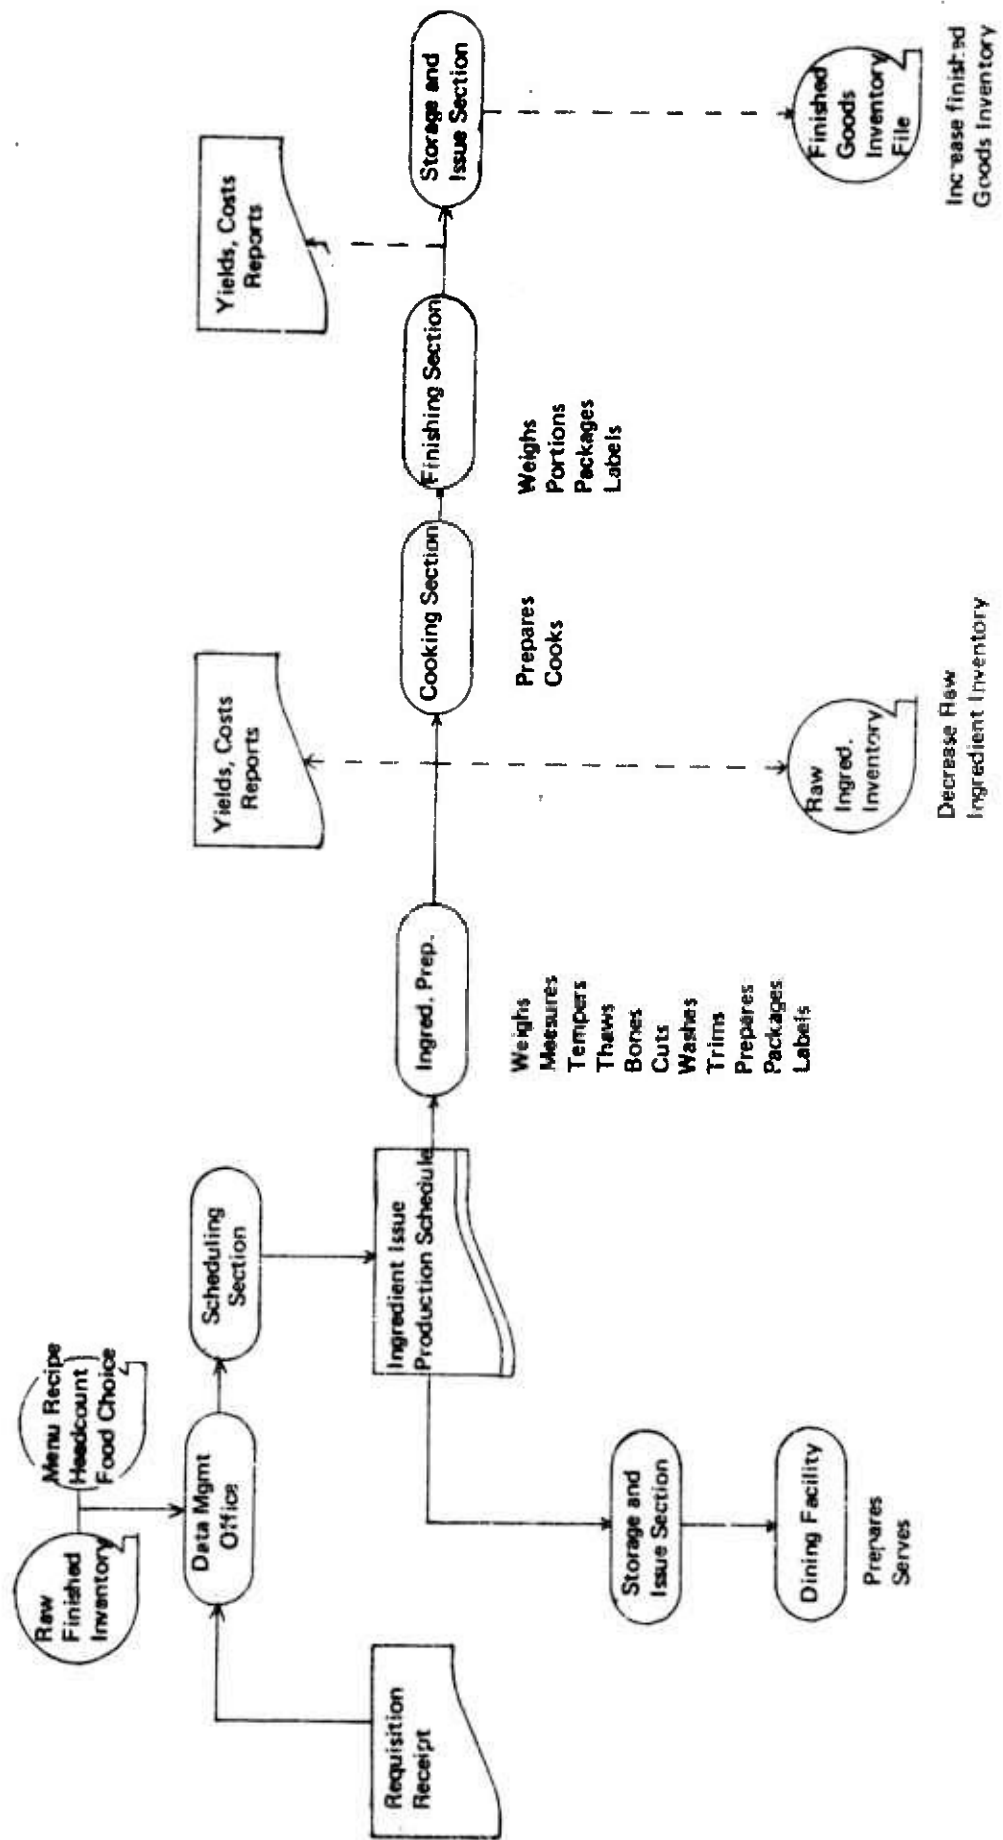 Raw
Finished
Inventory
Menu Recipe
Headcount
Food Choice
Requisition
Receipt
Data Mgmt
Office
Scheduling
Section
Ingredient Issue
Production Schedule
Storage and
Issue Section
Dining Facility
Prepares
Serves
Ingred. Prep.
Weighs
Measures
Tempers
Thaws
Bones
Cuts
Washes
Trims
Prepares
Packages
Labels
Yields, Costs
Reports
Raw
Ingred.
Inventory
Decrease Raw
Ingredient Inventory
Cooking Section
Prepares
Cooks
Finishing Section
Weighs
Portions
Packages
Labels
Yields, Costs
Reports
Storage and
Issue Section
Finished
Goods
Inventory
File
Increase finished
Goods Inventory